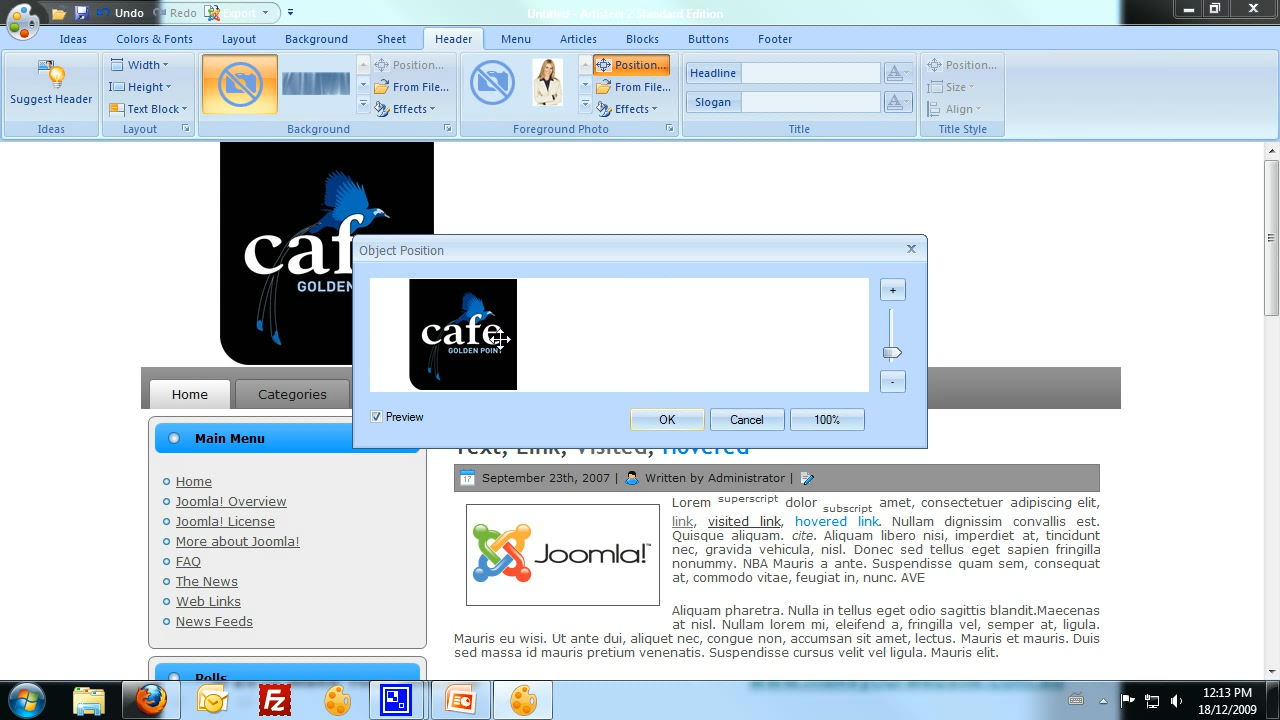 Undo Redo Export Untitled - Artisteer 2 Standard Edition
Ideas Colors & Fonts Layout Background Sheet Header Menu Articles Blocks Buttons Footer
Suggest Header
Ideas
Width
Height
Text Block
Layout
Position...
From File...
Effects
Background
Position...
From File...
Effects
Foreground Photo
Headline
Slogan
Title
Position...
Size
Align
Title Style
caf
GOLDEN
Object Position
cafe
GOLDEN POINT
+
-
Preview
OK Cancel 100%
Home Categories
Main Menu
Home
Joomla! Overview
Joomla! License
More about Joomla!
FAQ
The News
Web Links
News Feeds
Polls
Text, Link, Visited, Hovered
17 September 23th, 2007 | Written by Administrator |
Joomla!™
Lorem superscript dolor subscript amet, consectetuer adipiscing elit,
link, visited link, hovered link. Nullam dignissim convallis est.
Quisque aliquam. cite. Aliquam libero nisi, imperdiet at, tincidunt
nec, gravida vehicula, nisl. Donec sed tellus eget sapien fringilla
nonummy. NBA Mauris a ante. Suspendisse quam sem, consequat
at, commodo vitae, feugiat in, nunc. AVE
Aliquam pharetra. Nulla in tellus eget odio sagittis blandit.Maecenas
at nisl. Nullam lorem mi, eleifend a, fringilla vel, semper at, ligula.
Mauris eu wisi. Ut ante dui, aliquet nec, congue non, accumsan sit amet, lectus. Mauris et mauris. Duis
sed massa id mauris pretium venenatis. Suspendisse cursus velit vel ligula. Mauris elit.
12:13 PM
18/12/2009